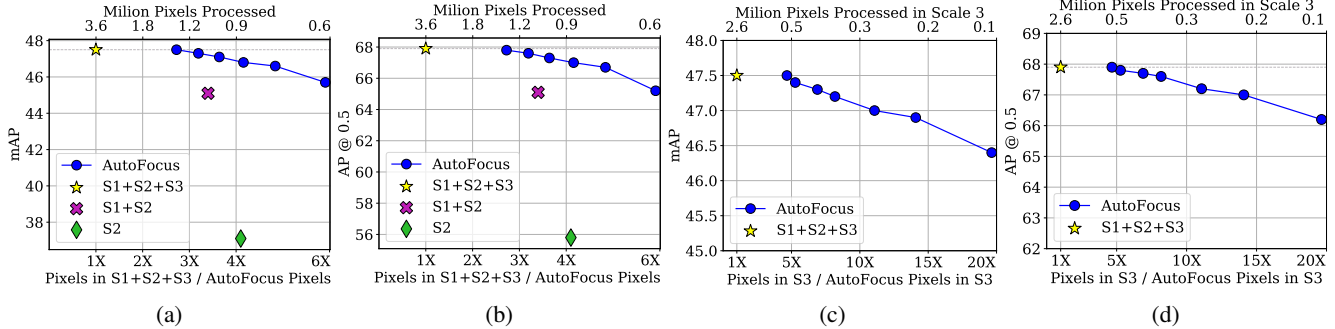 Milion Pixels Processed
3.6 1.8 1.2 0.9 0.6
48
46
44
42
40
38
mAP
AutoFocus
S1+S2+S3
S1+S2
S2
1X 2X 3X 4X 6X
Pixels in S1+S2+S3 / AutoFocus Pixels
(a)
Milion Pixels Processed
3.6 1.8 1.2 0.9 0.6
68
66
64
62
60
58
56
AP @ 0.5
AutoFocus
S1+S2+S3
S1+S2
S2
1X 2X 3X 4X 6X
Pixels in S1+S2+S3 / AutoFocus Pixels
(b)
Milion Pixels Processed in Scale 3
2.6 0.5 0.3 0.2 0.1
48.0
47.5
47.0
46.5
46.0
45.5
45.0
mAP
AutoFocus
S1+S2+S3
1X 5X 10X 15X 20X
Pixels in S3 / AutoFocus Pixels in S3
(c)
Milion Pixels Processed in Scale 3
2.6 0.5 0.3 0.2 0.1
69
68
67
66
65
64
63
62
AP @ 0.5
AutoFocus
S1+S2+S3
1X 5X 10X 15X 20X
Pixels in S3 / AutoFocus Pixels in S3
(d)